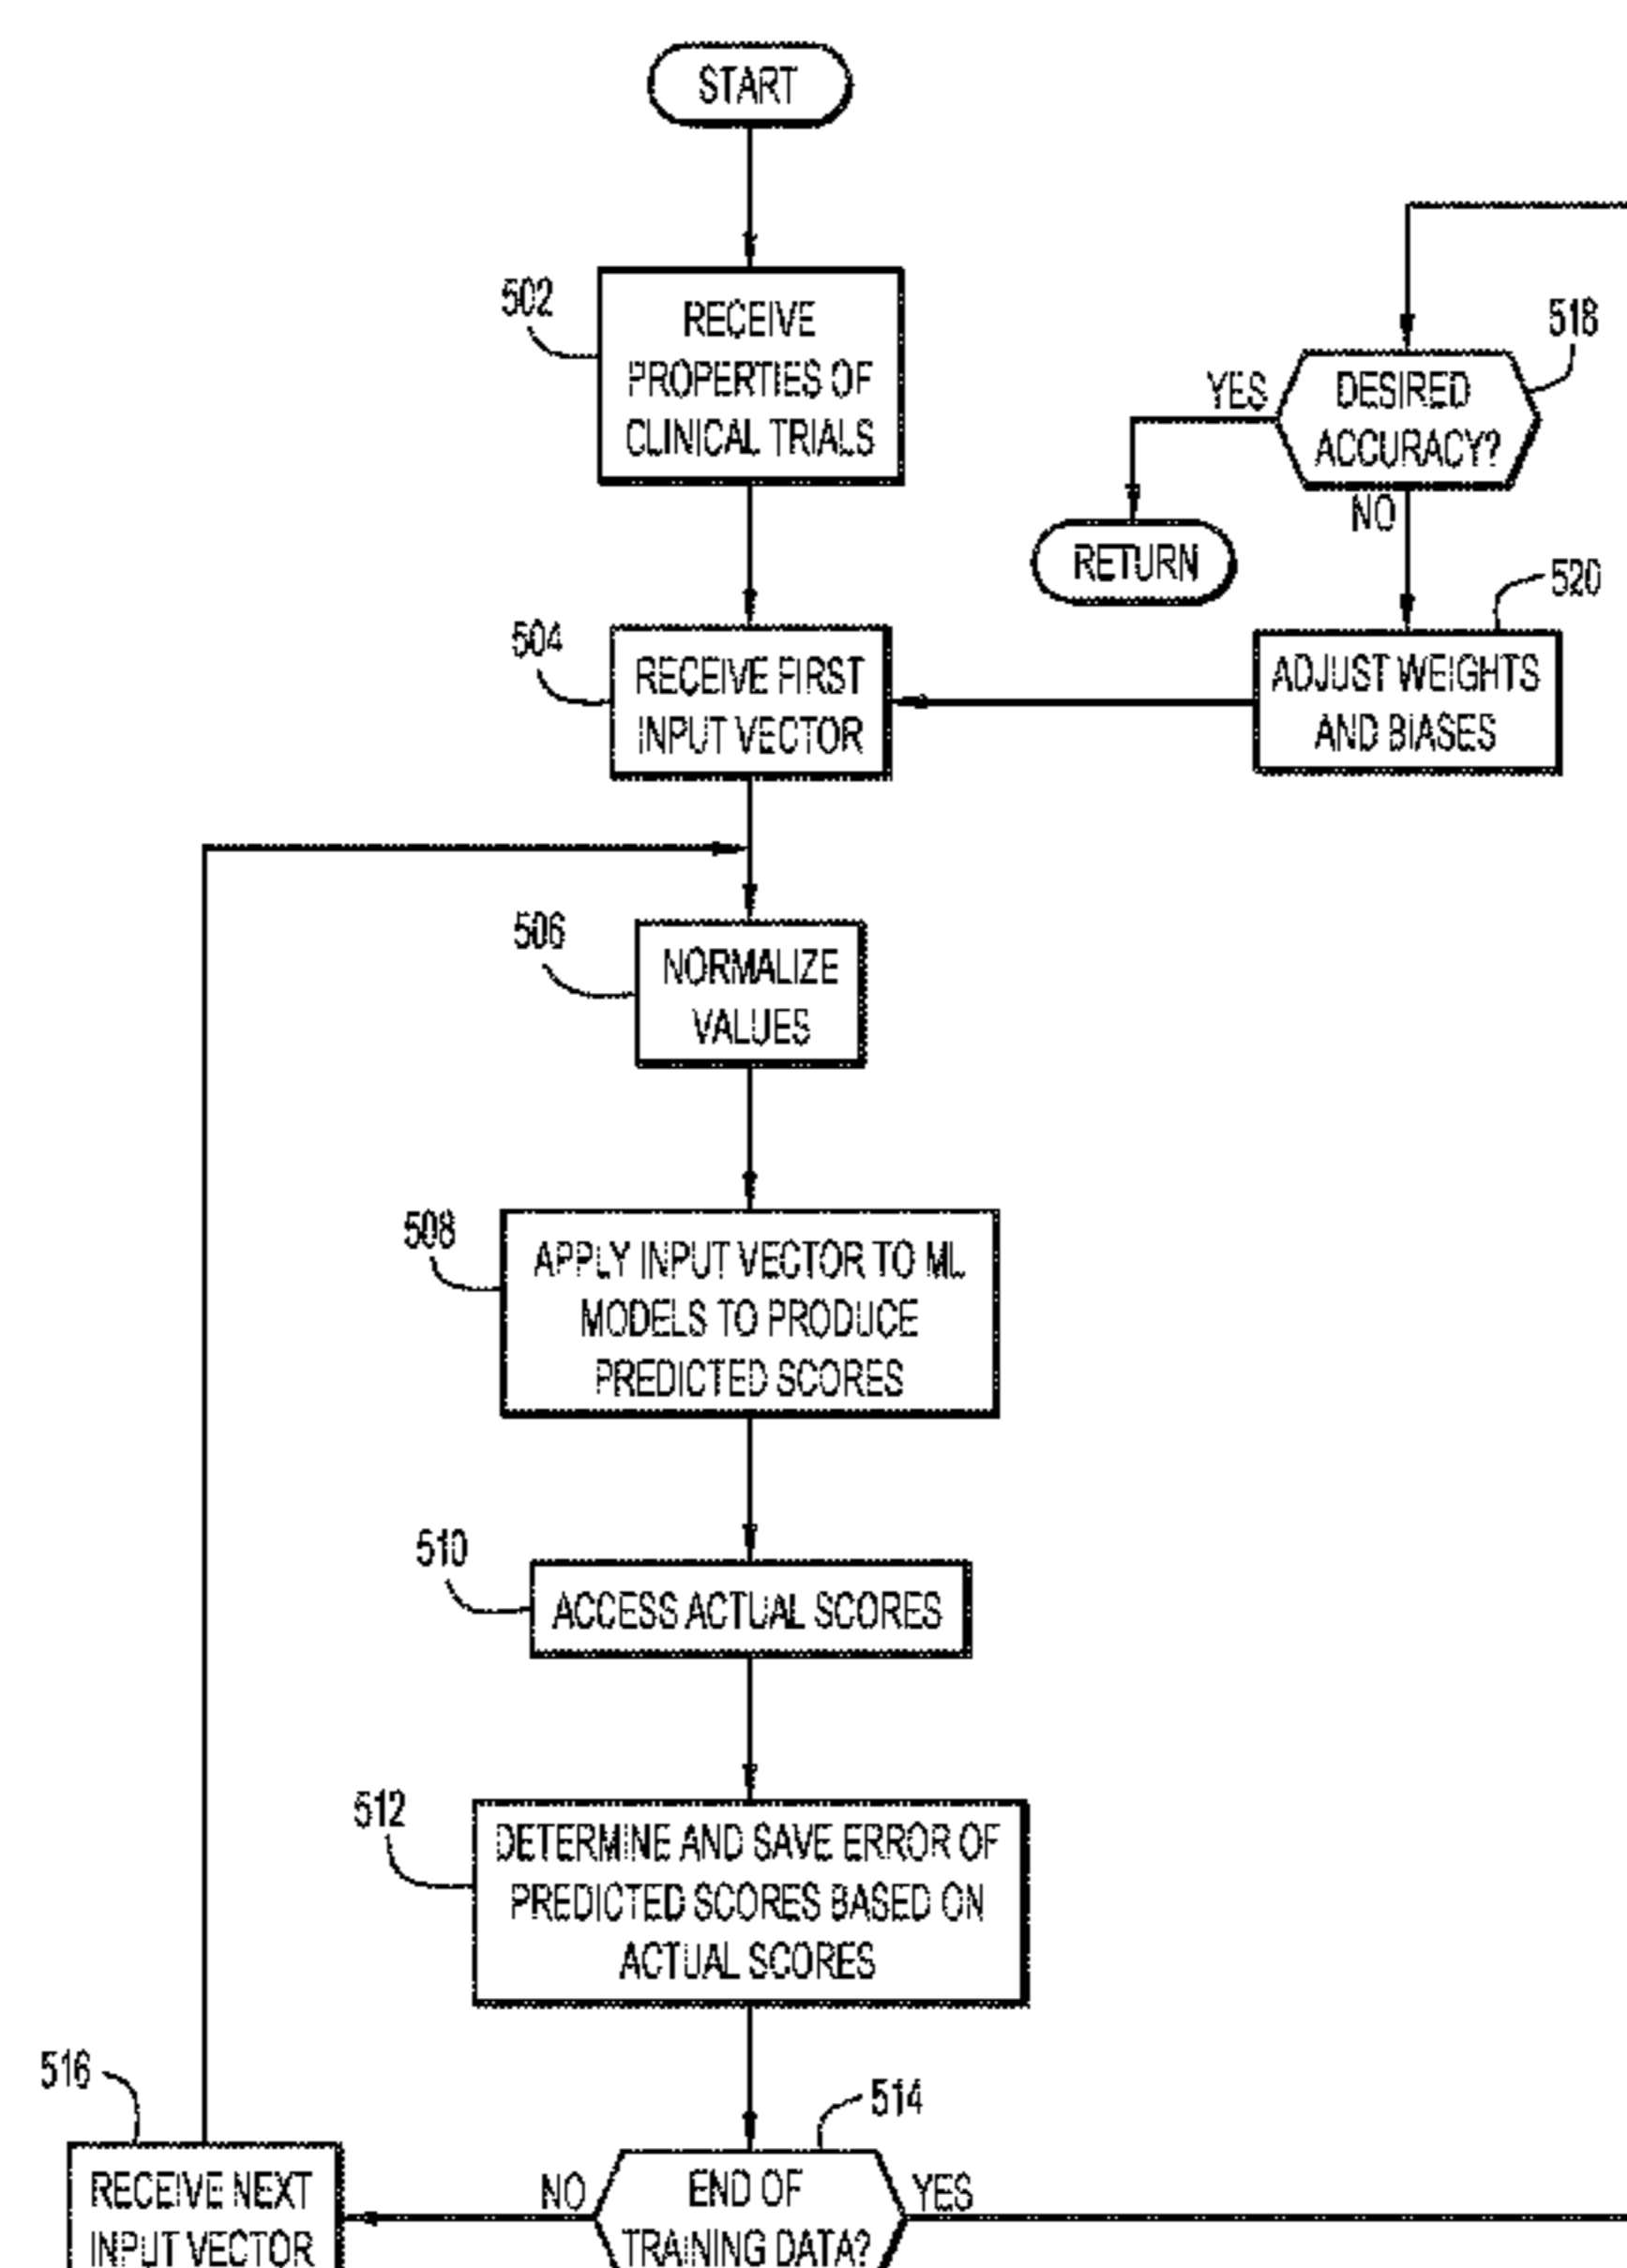 START
502
RECEIVE
PROPERTIES OF
CLINICAL TRIALS
504
RECEIVE FIRST
INPUT VECTOR
506
NORMALIZE
VALUES
508
APPLY INPUT VECTOR TO ML
MODELS TO PRODUCE
PREDICTED SCORES
510
ACCESS ACTUAL SCORES
512
DETERMINE AND SAVE ERROR OF
PREDICTED SCORES BASED ON
ACTUAL SCORES
514
END OF
TRAINING DATA?
NO
YES
516
RECEIVE NEXT
INPUT VECTOR
518
DESIRED
ACCURACY?
YES
RETURN
NO
520
ADJUST WEIGHTS
AND BIASES